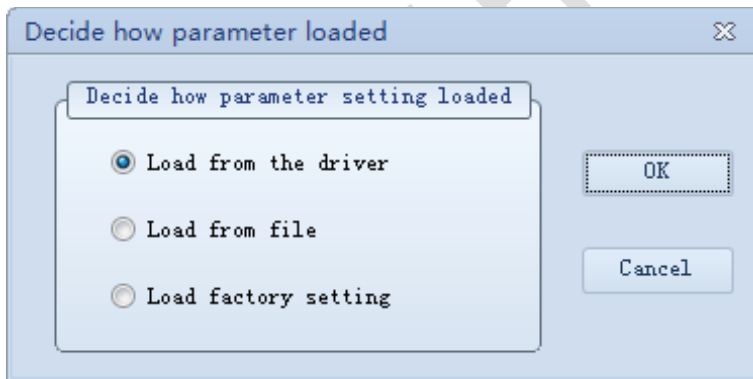 Decide how parameter loaded
Decide how parameter setting loaded
Load from the driver
OK
Load from file
Cancel
Load factory setting